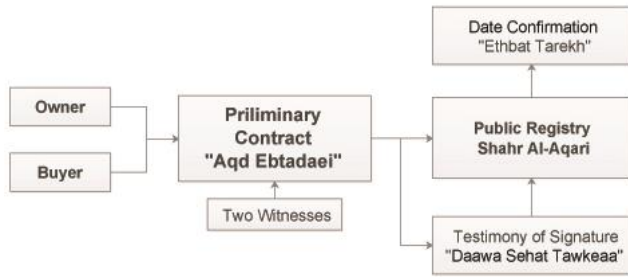 Owner
Buyer
Priliminary
Contract
"Aqd Ebtadaei"
Two Witnesses
Date Confirmation
"Ethbat Tarekh"
Public Registry
Shahr Al-Aqari
Testimony of Signature
"Daawa Sehat Tawkeaa"